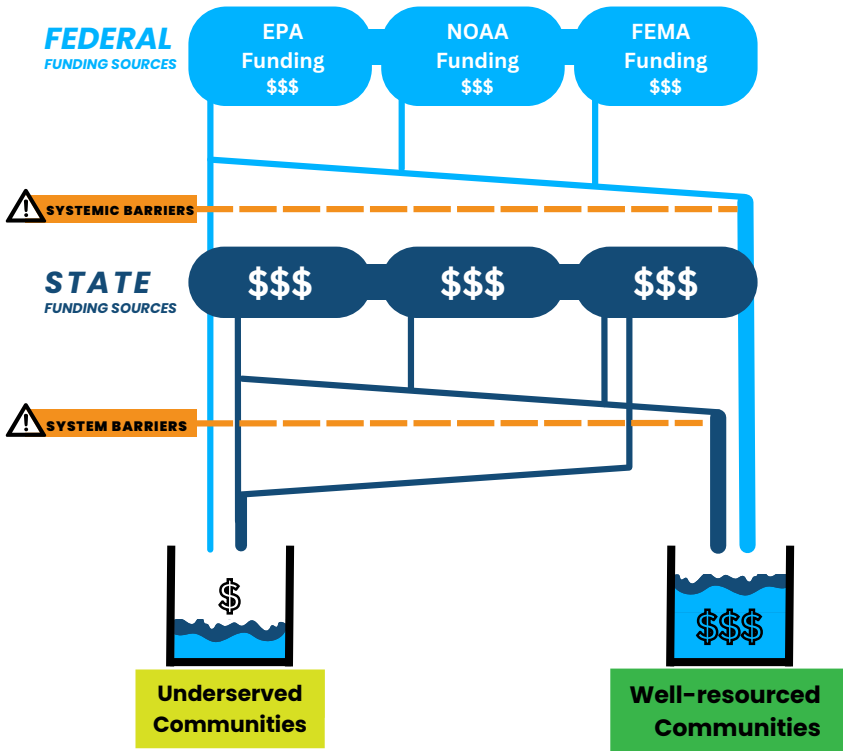 FEDERAL
FUNDING SOURCES
EPA
Funding
$$$
NOAA
Funding
$$$
FEMA
Funding
$$$
! SYSTEMIC BARRIERS
STATE
FUNDING SOURCES
$$$
$$$
$$$
! SYSTEM BARRIERS
$
$$$
Underserved
Communities
Well-resourced
Communities